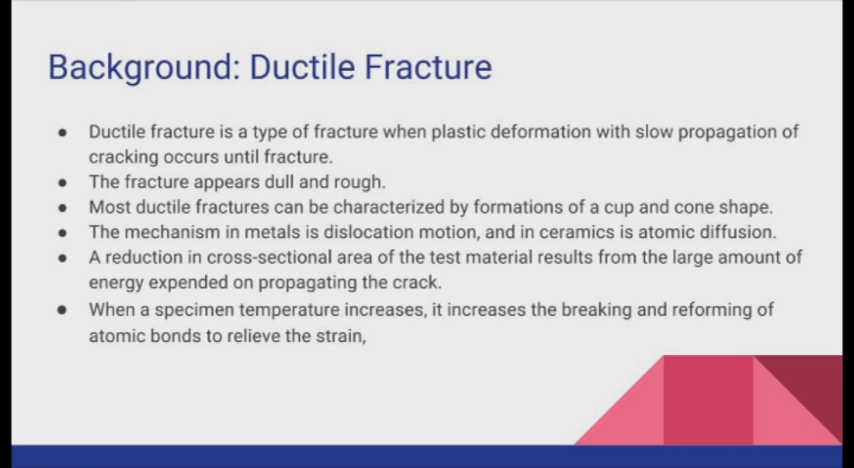 Background: Ductile Fracture
● Ductile fracture is a type of fracture when plastic deformation with slow propagation of
cracking occurs until fracture.
● The fracture appears dull and rough.
● Most ductile fractures can be characterized by formations of a cup and cone shape.
● The mechanism in metals is dislocation motion, and in ceramics is atomic diffusion.
● A reduction in cross-sectional area of the test material results from the large amount of
energy expended on propagating the crack.
● When a specimen temperature increases, it increases the breaking and reforming of
atomic bonds to relieve the strain,